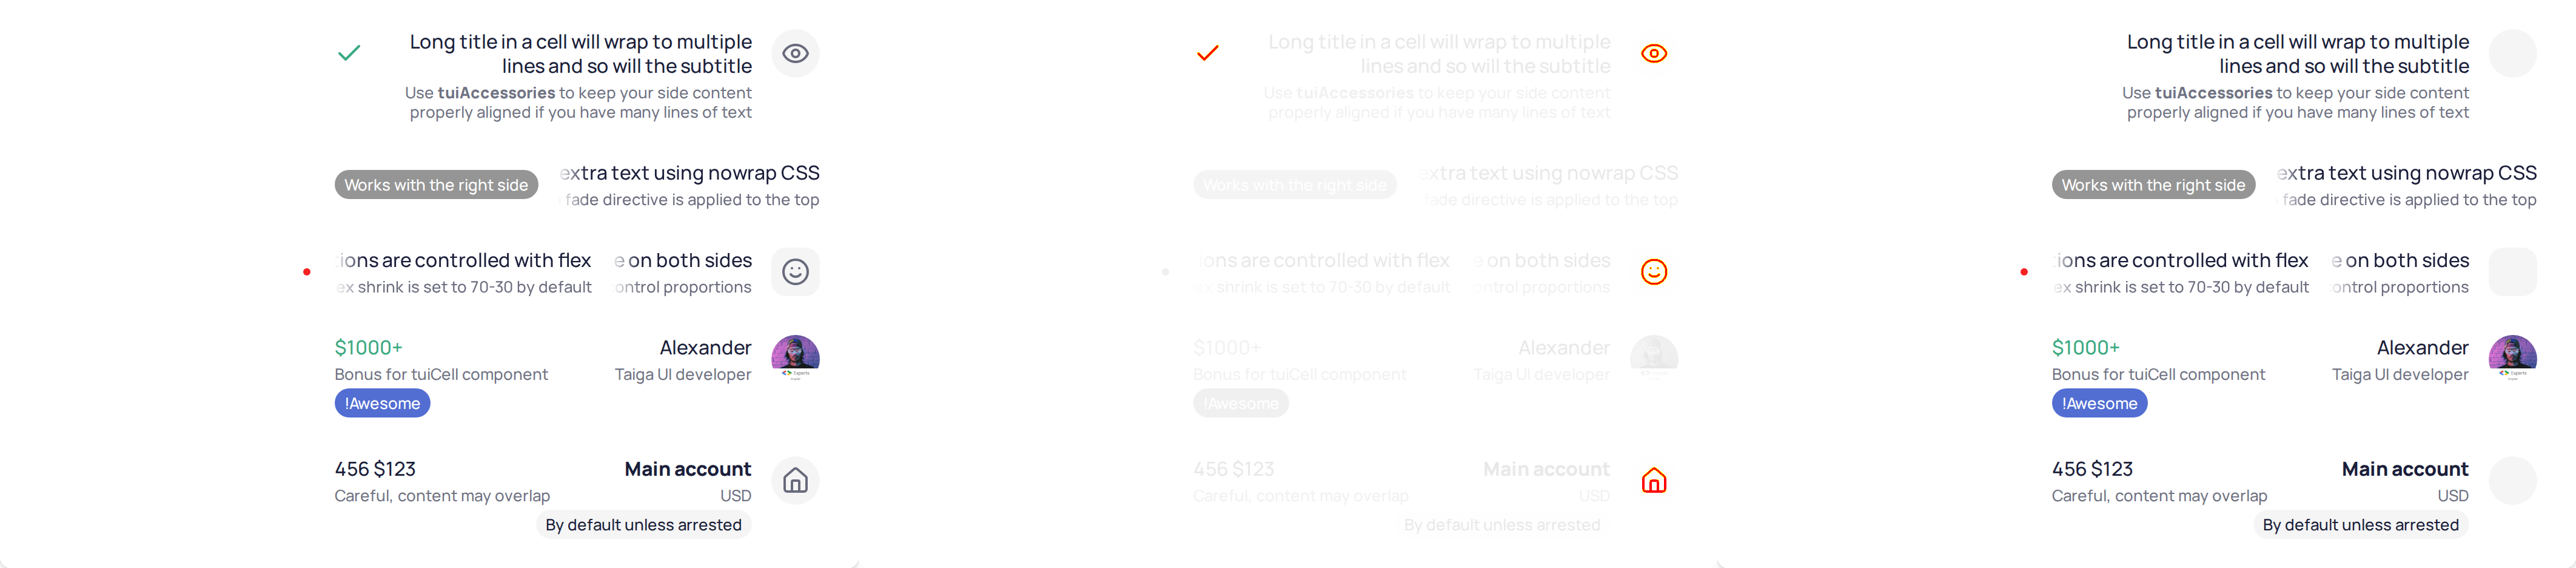 Long title in a cell will wrap to multiple
lines and so will the subtitle
Use tuiAccessories to keep your side content
properly aligned if you have many lines of text
Works with the right side
extra text using nowrap CSS
fade directive is applied to the top
ions are controlled with flex
e on both sides
ex shrink is set to 70-30 by default
ontrol proportions
$1000+
Alexander
Bonus for tuiCell component
Taiga UI developer
!Awesome
456 $123
Main account
Careful, content may overlap
USD
By default unless arrested
Long title in a cell will wrap to multiple
lines and so will the subtitle
Use tuiAccessories to keep your side content
properly aligned if you have many lines of text
Works with the right side
extra text using nowrap CSS
fade directive is applied to the top
ions are controlled with flex
e on both sides
ex shrink is set to 70-30 by default
ontrol proportions
$1000+
Alexander
Bonus for tuiCell component
Taiga UI developer
!Awesome
456 $123
Main account
Careful, content may overlap
USD
By default unless arrested
Long title in a cell will wrap to multiple
lines and so will the subtitle
Use tuiAccessories to keep your side content
properly aligned if you have many lines of text
Works with the right side
extra text using nowrap CSS
fade directive is applied to the top
ions are controlled with flex
e on both sides
ex shrink is set to 70-30 by default
ontrol proportions
$1000+
Alexander
Bonus for tuiCell component
Taiga UI developer
Experts
!Awesome
456 $123
Main account
Careful, content may overlap
USD
By default unless arrested